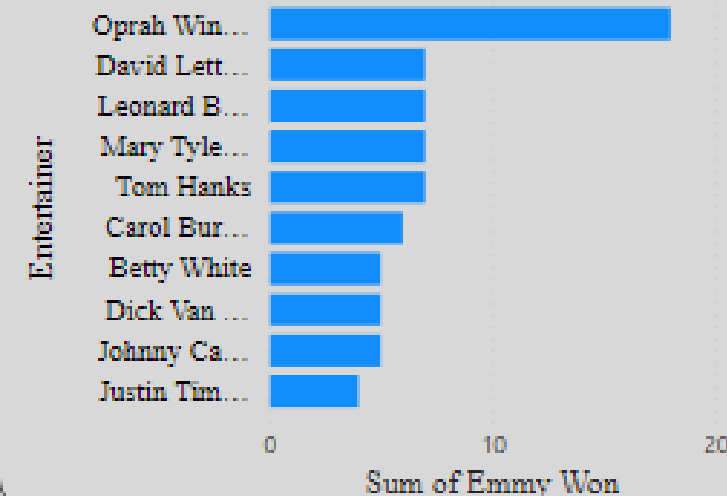 Oprah Win...
David Lett...
Leonard B...
Mary Tyle...
Tom Hanks
Carol Bur...
Betty White
Dick Van ...
Johnny Ca...
Justin Tim...
Entertainer
0 10 20
Sum of Emmy Won